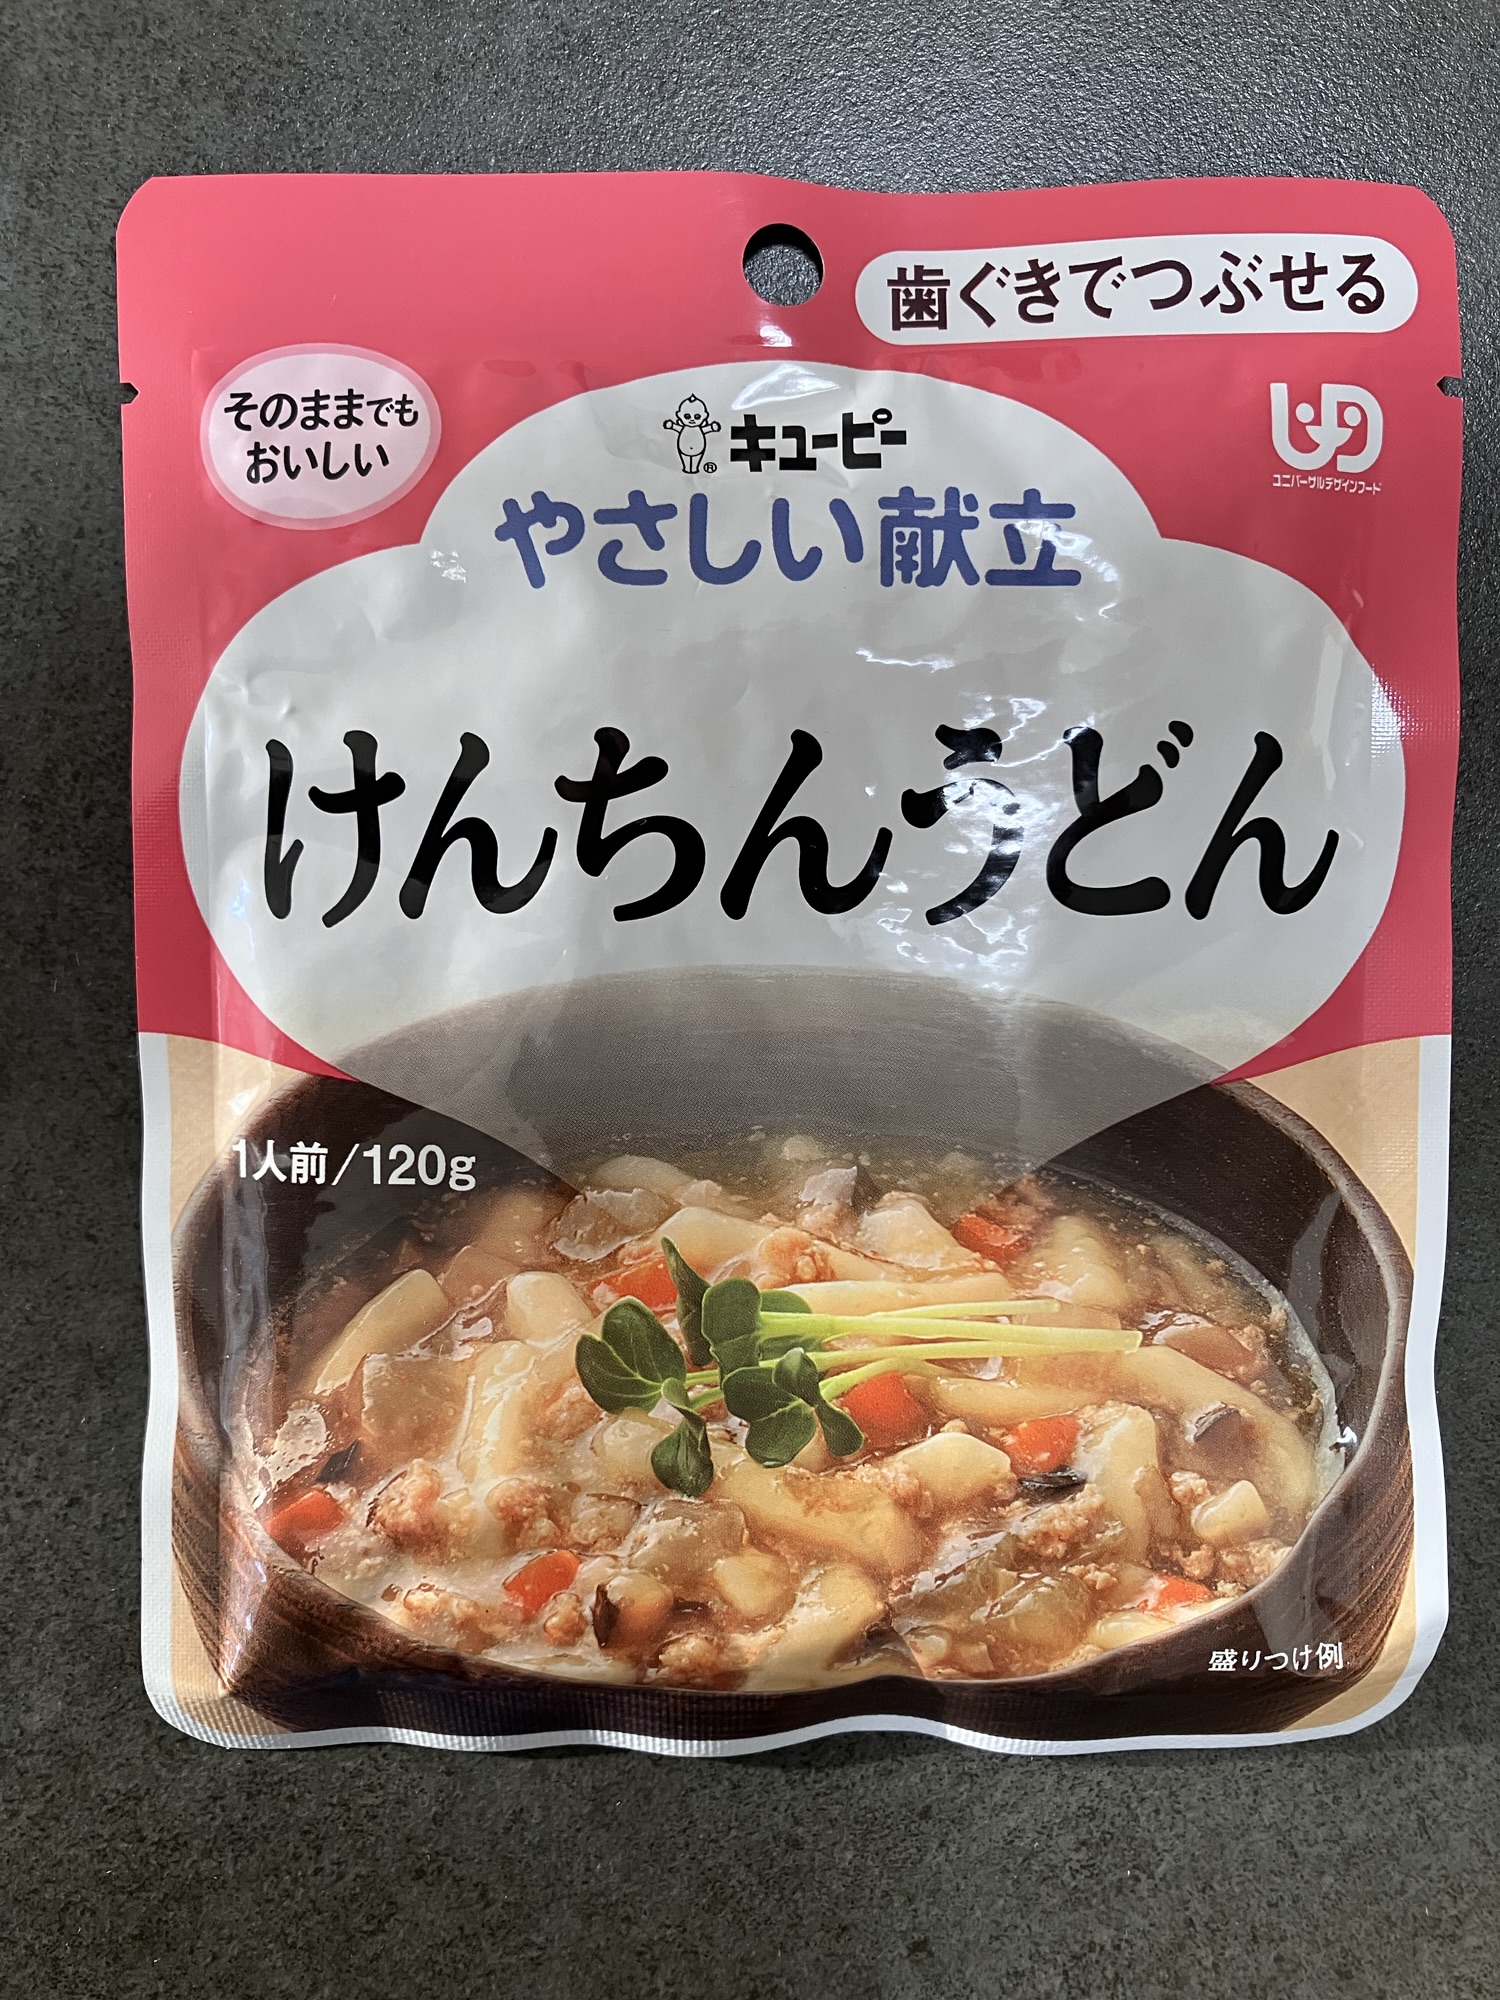 歯ぐきでつぶせる
そのままでも
おいしい
キユーピー
ユニバーサルデザインフード
やさしい献立
けんちんうどん
1人前/120g
盛りつけ例